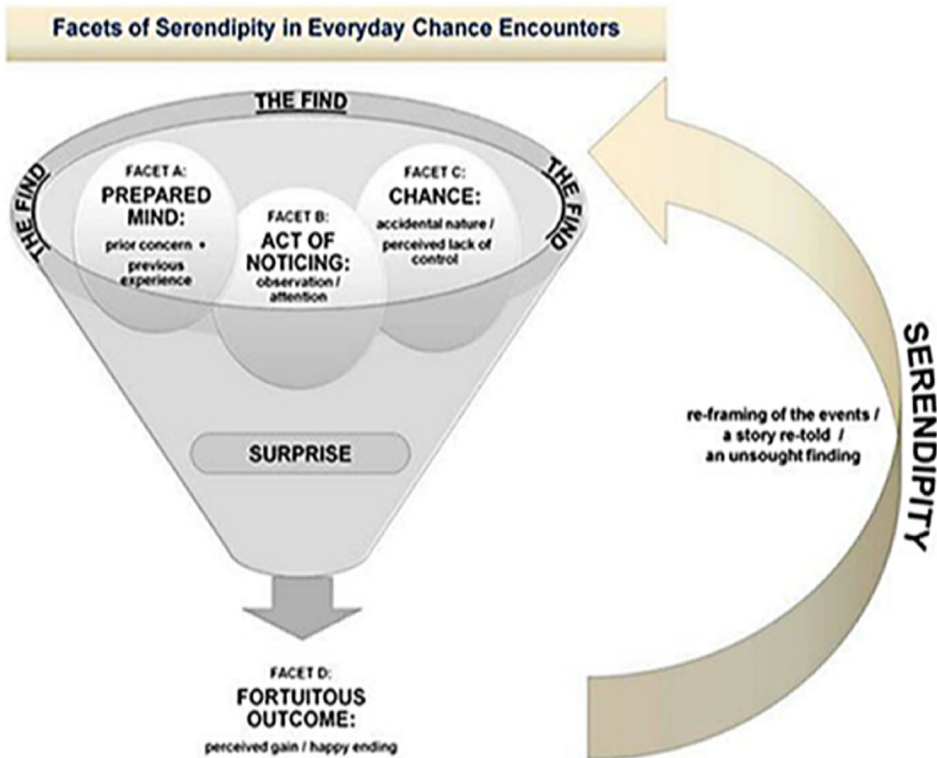 Facets of Serendipity in Everyday Chance Encounters
THE FIND
THE FIND
THE FIND
FACET A:
PREPARED
MIND:
prior concern +
previous
experience
FACET B:
ACT OF
NOTICING:
observation /
attention
FACET C:
CHANCE:
accidental nature /
perceived lack of
control
SURPRISE
FACET D:
FORTUITOUS
OUTCOME:
perceived gain / happy ending
re-framing of the events /
a story re-told /
an unsought finding
SERENDIPITY